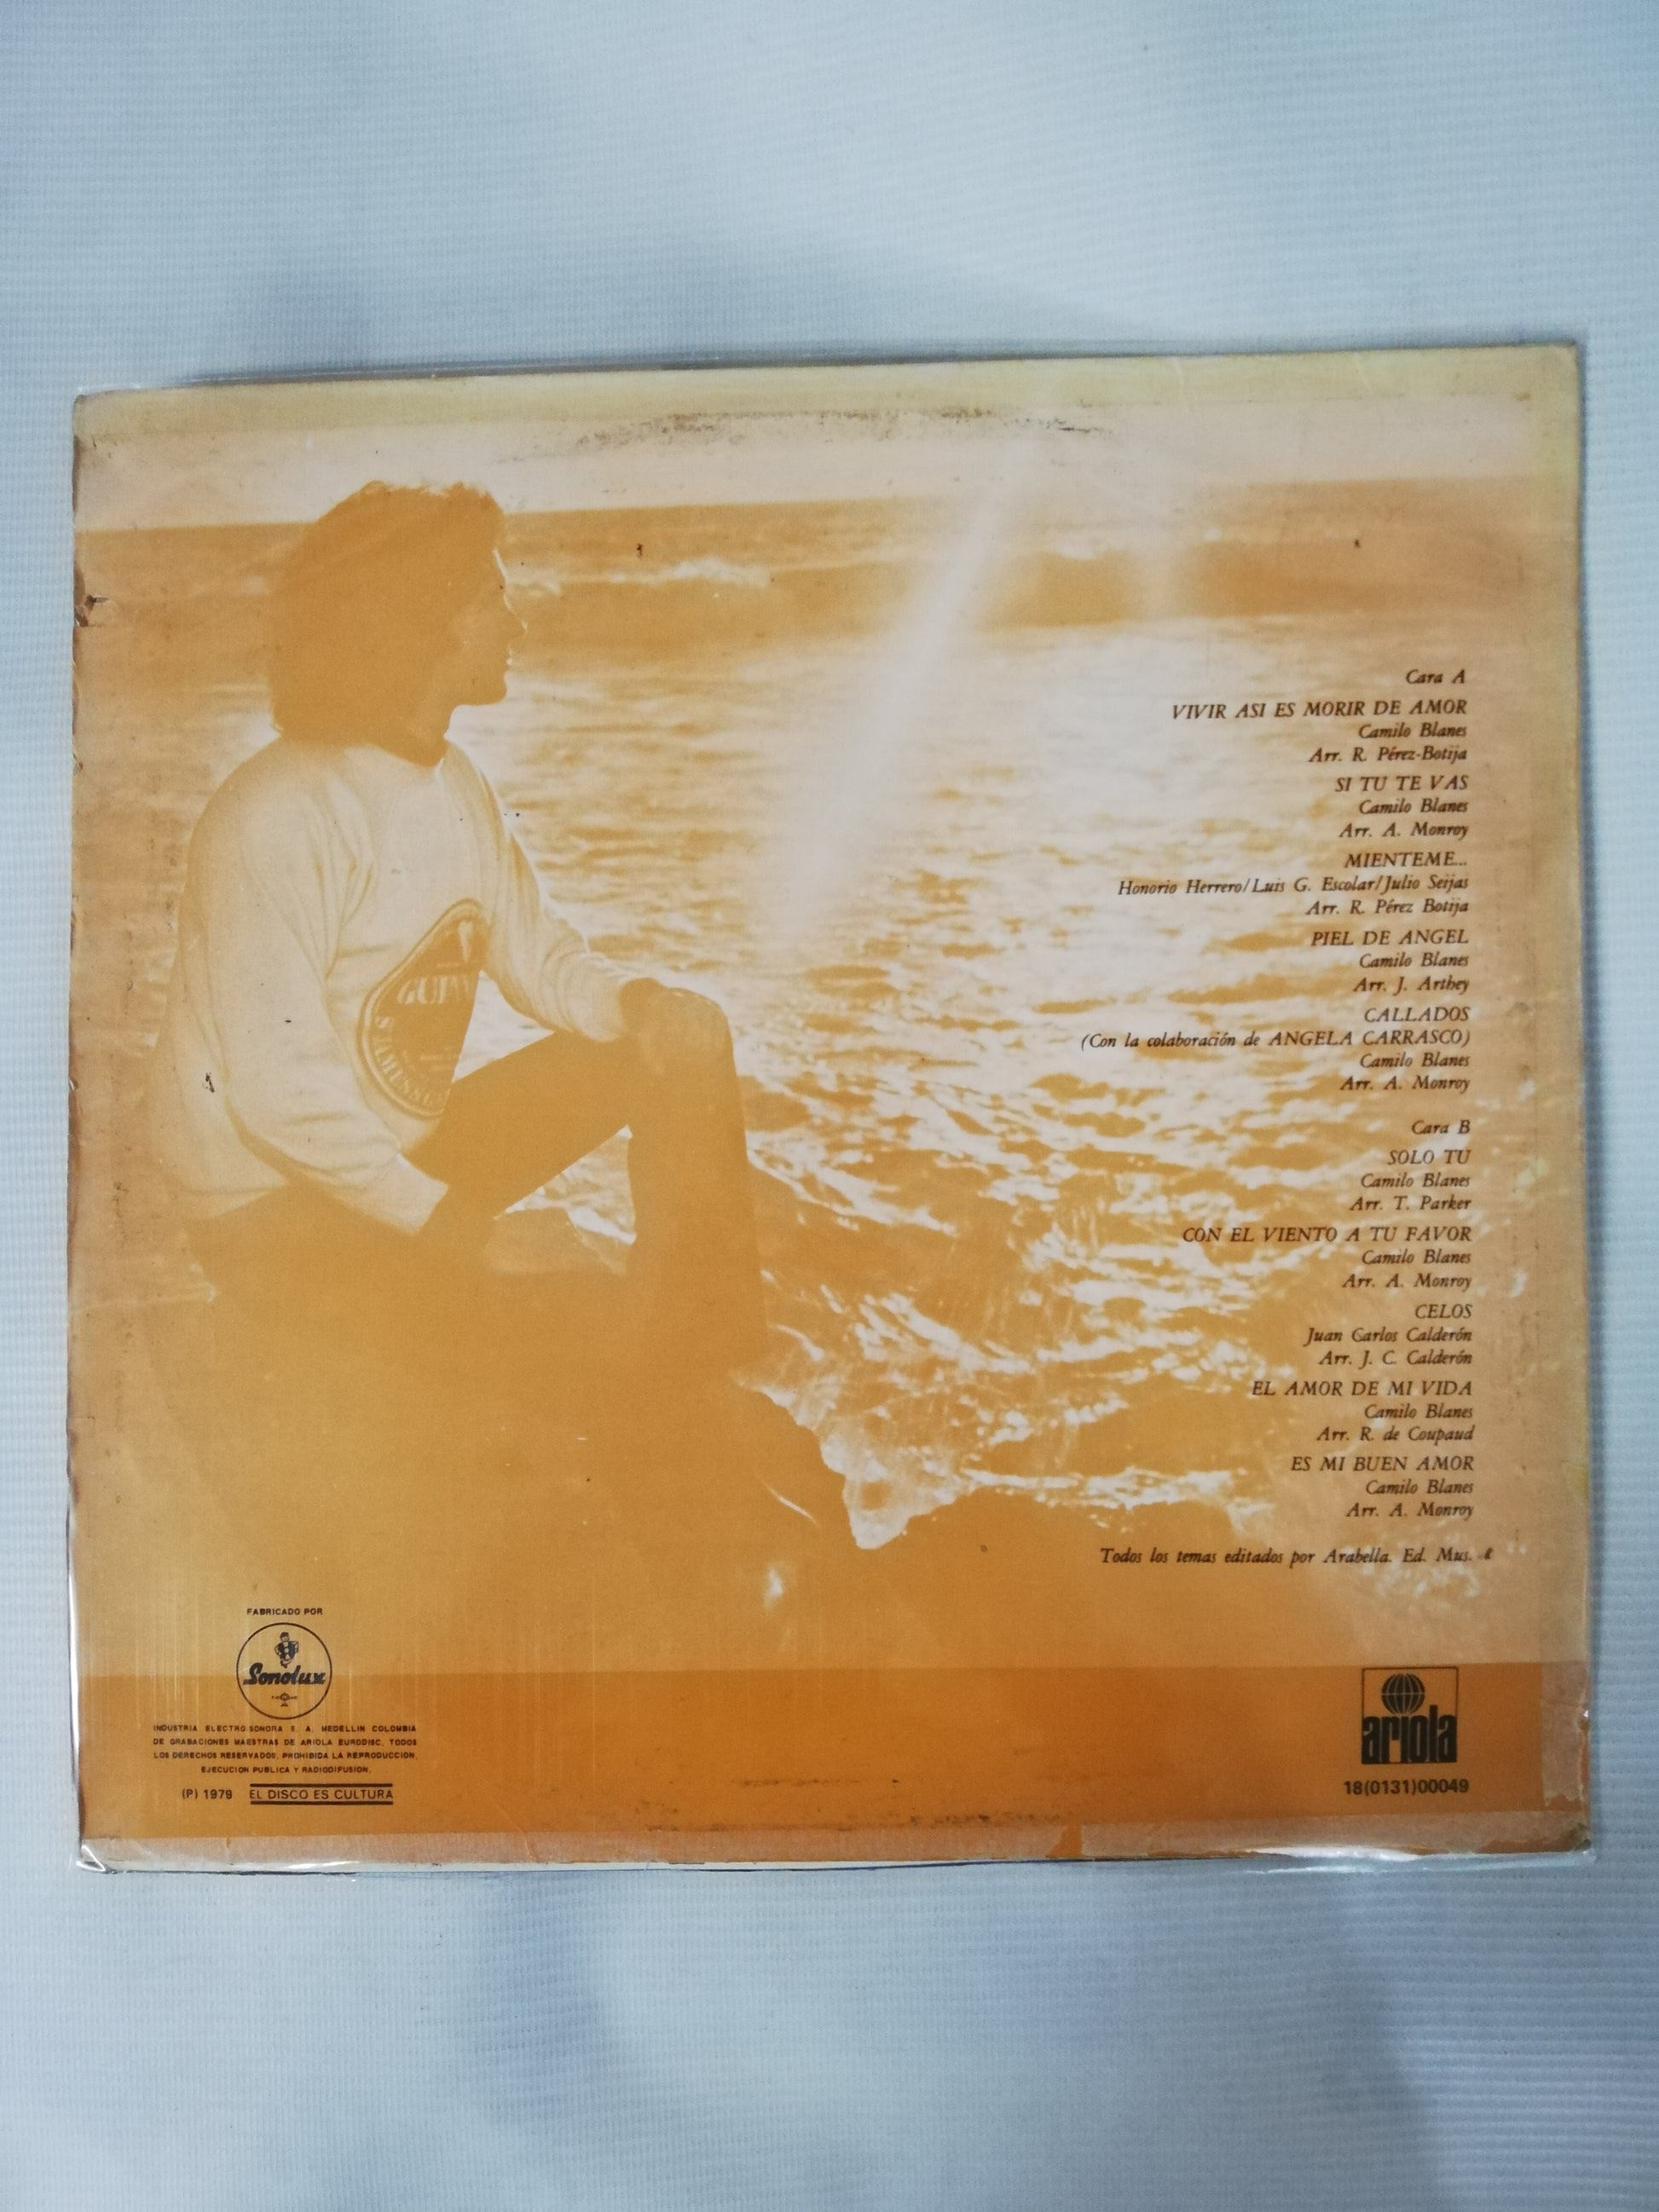 Cara A
VIVIR ASI ES MORIR DE AMOR
Camilo Blanes
Arr. R. Pérez-Botija
SI TU TE VAS
Camilo Blanes
Arr. A. Monroy
MIENTEME...
Honorio Herrero/Luis G. Escolar/Julio Seijas
Arr. R. Pérez Botija
PIEL DE ANGEL
Camilo Blanes
Arr. J. Arthey
CALLADOS
(Con la colaboración de ANGELA CARRASCO)
Camilo Blanes
Arr. A. Monroy
Cara B
SOLO TU
Camilo Blanes
Arr. T. Parker
CON EL VIENTO A TU FAVOR
Camilo Blanes
Arr. A. Monroy
CELOS
Juan Carlos Calderón
Arr. J. C. Calderón
EL AMOR DE MI VIDA
Camilo Blanes
Arr. R. de Coupaud
ES MI BUEN AMOR
Camilo Blanes
Arr. A. Monroy
Todos los temas editados por Arabella. Ed. Mus.
FABRICADO POR
Sonolux
INDUSTRIA ELECTRO-SONORA S. A. MEDELLIN COLOMBIA
DE GRABACIONES MAESTRAS DE ARIOLA EURODISC, TODOS
LOS DERECHOS RESERVADOS, PROHIBIDA LA REPRODUCCION,
EJECUCION PUBLICA Y RADIODIFUSION.
(P) 1979 EL DISCO ES CULTURA
ariola
18(0131)00049